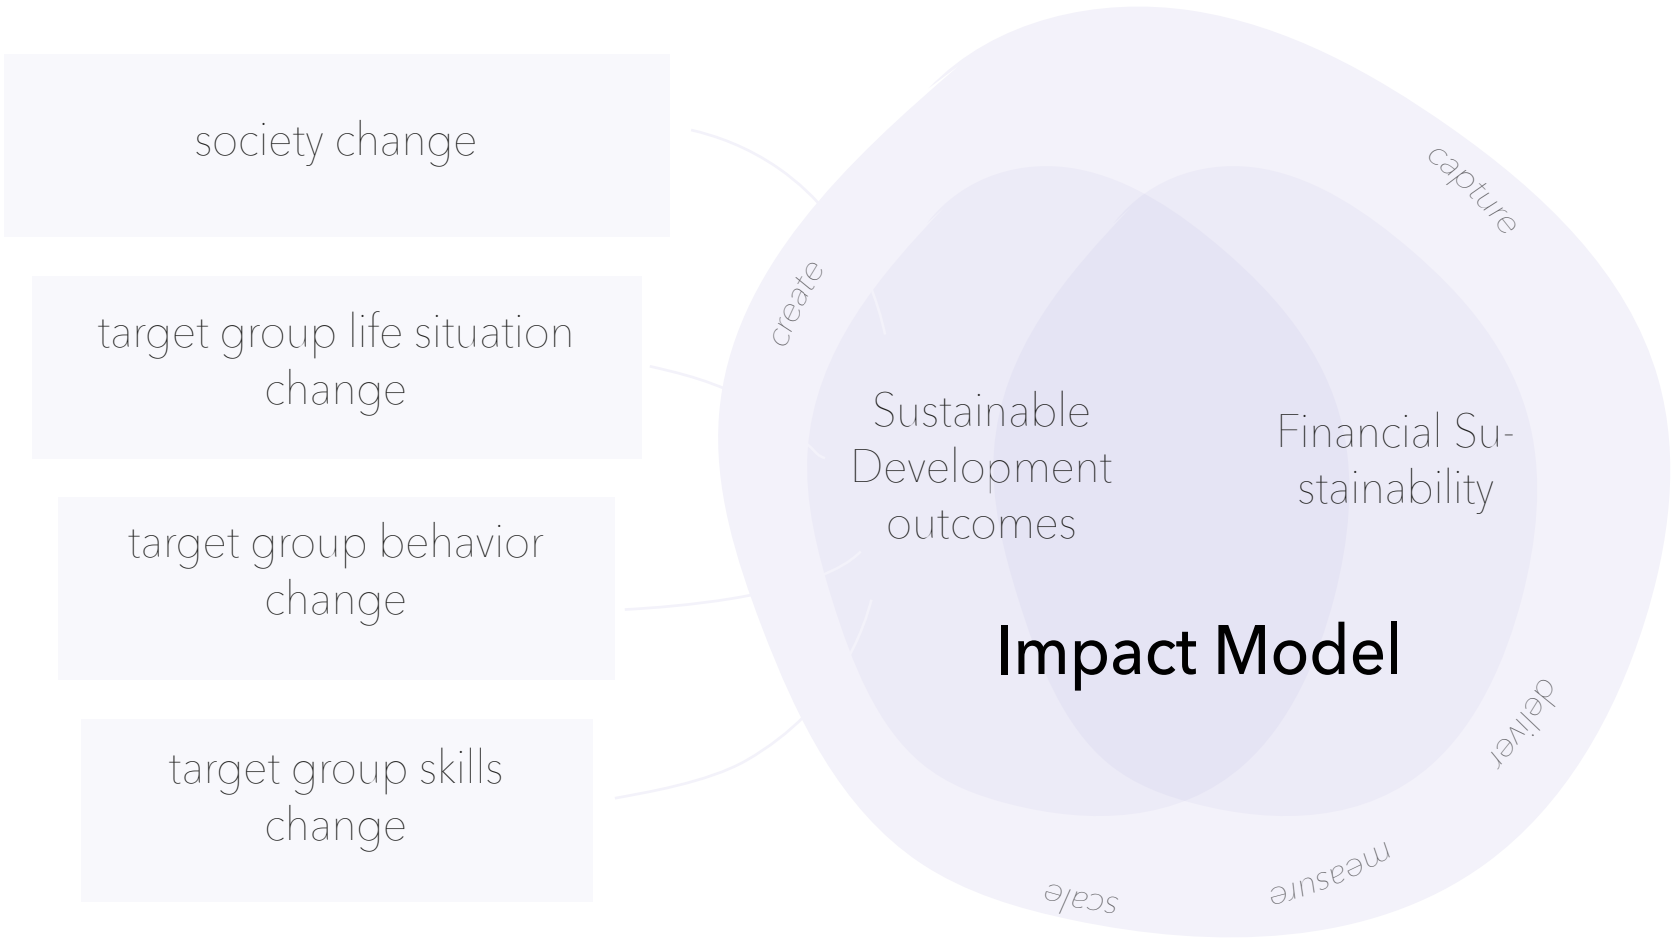 society change
target group life situation
change
target group behavior
change
target group skills
change
create
capture
Sustainable
Development
outcomes
Financial Su-
stainability
Impact Model
deliver
measure
scale